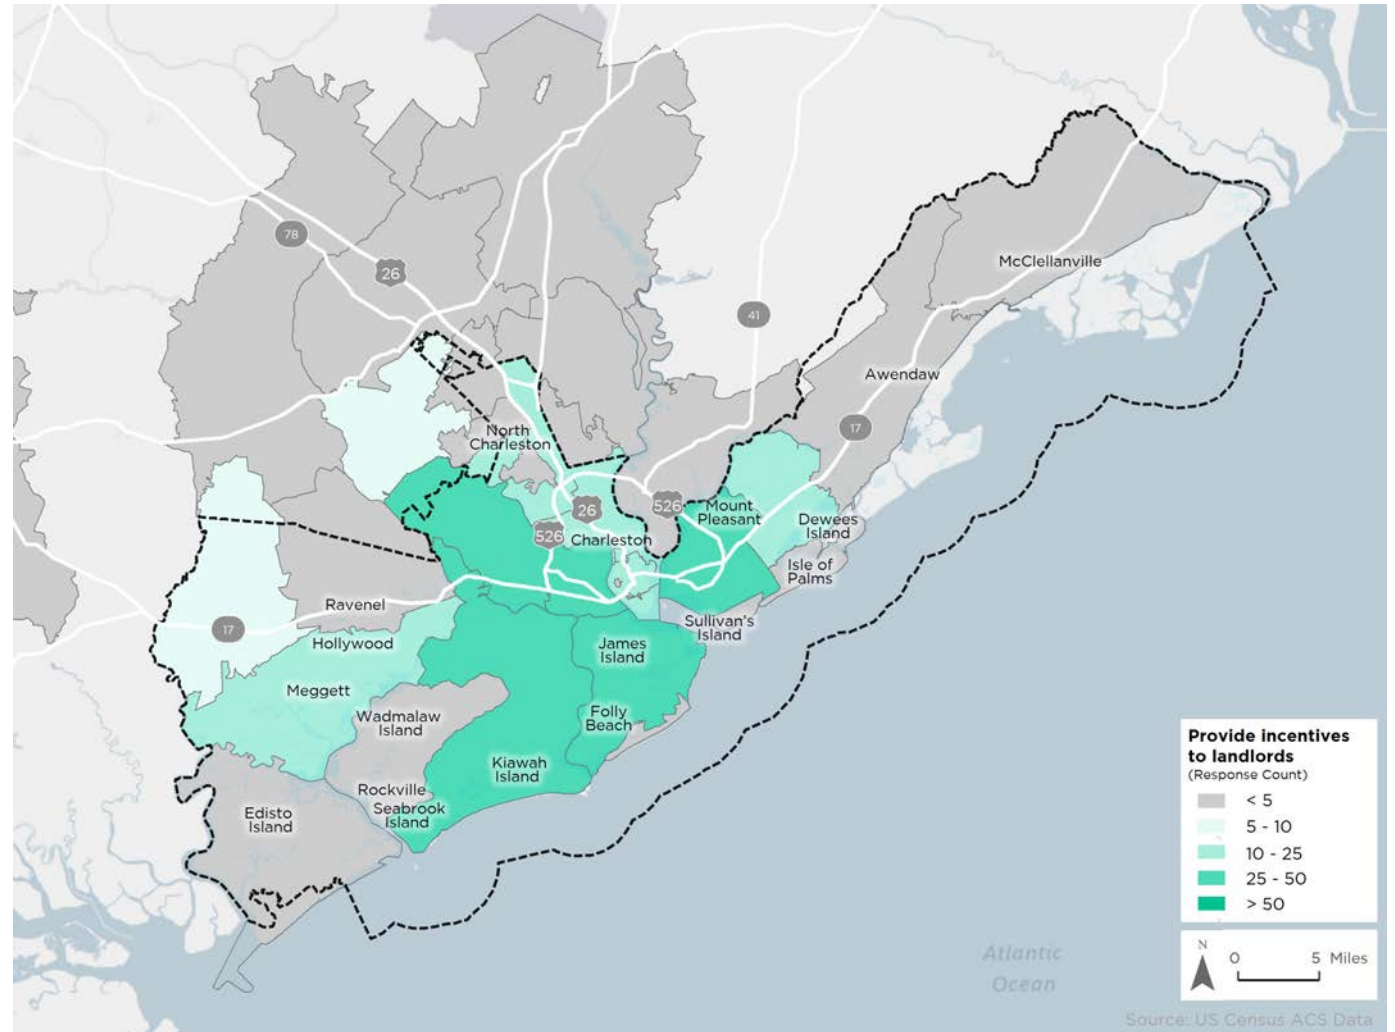 78
26
41
McClellanville
Awendaw
17
North
Charleston
26
526
526
Mount
Pleasant
Dewees
Island
Charleston
Isle of
Palms
Ravenel
17
Hollywood
Sullivan's
Island
James
Island
Meggett
Wadmalaw
Island
Folly
Beach
Kiawah
Island
Rockville
Seabrook
Island
Edisto
Island
Provide incentives
to landlords
(Response Count)
< 5
5 - 10
10 - 25
25 - 50
> 50
N
0 5 Miles
Atlantic
Ocean
Source: US Census ACS Data